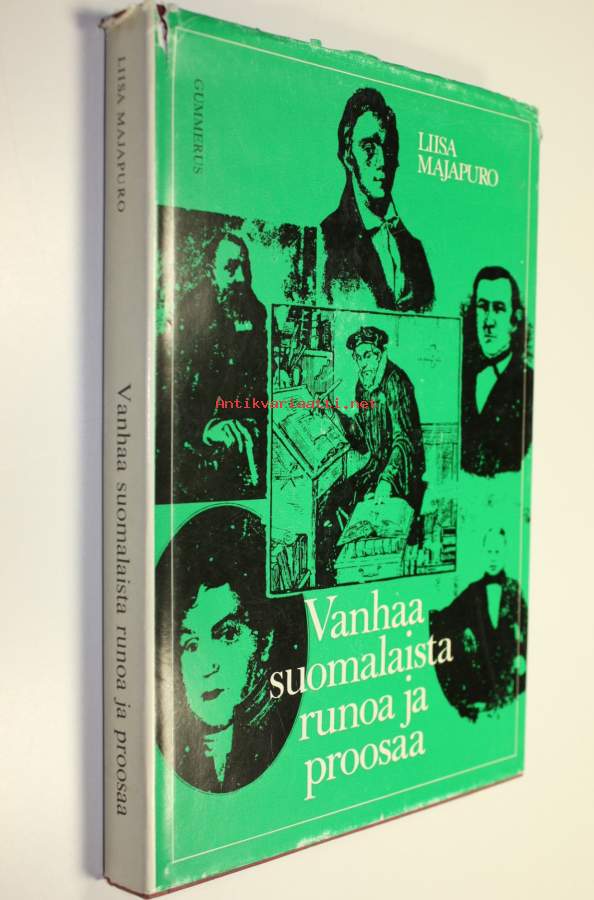 LIISA MAJAPURO
Vanhaa suomalaista runoa ja proosaa
GUMMERUS
LIISA
MAJAPURO
Antikvariaatti.net
Vanhaa
suomalaista
runoa ja
proosaa